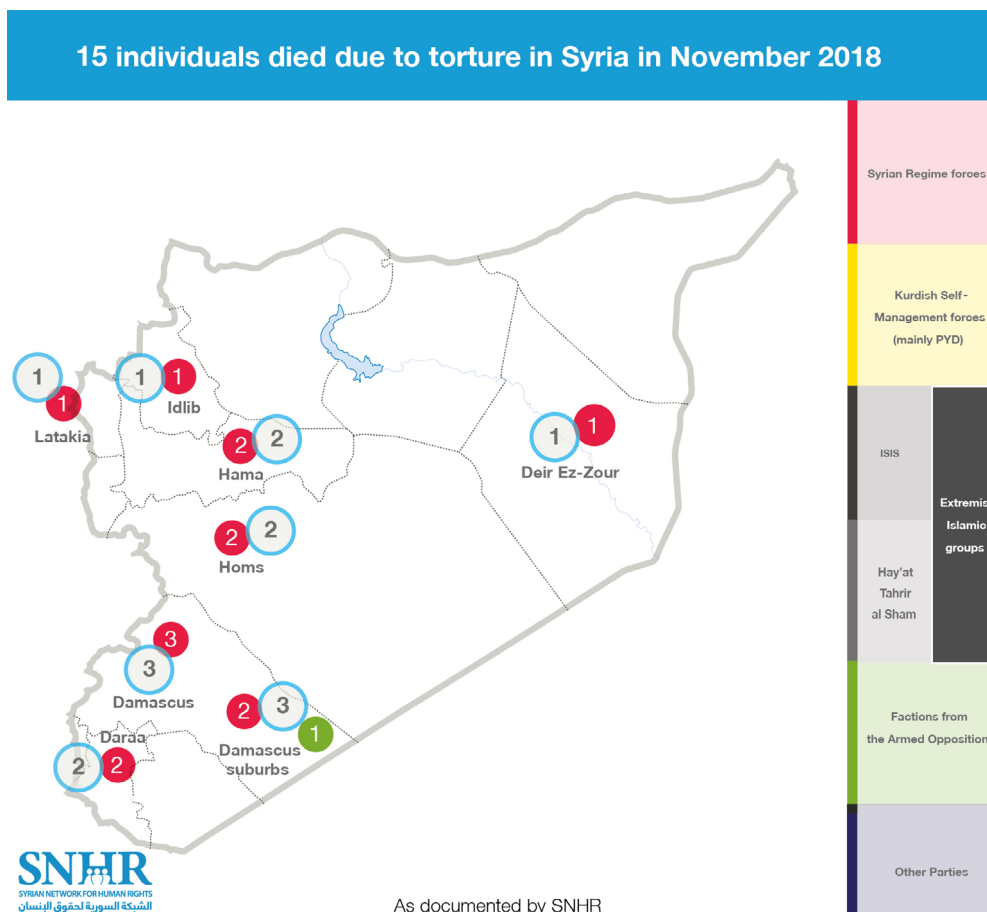 15 individuals died due to torture in Syria in November 2018
Syrian Regime forces
Kurdish Self-
Management forces
(mainly PYD)
ISIS
Extremis
Islamic
groups
Hay'at
Tahrir
al Sham
Factions from
the Armed Opposition
Other Parties
1
1
Latakia
1
1
Idlib
2
2
Hama
1
1
Deir Ez-Zour
2
2
Homs
3
3
Damascus
2
3
1
Damascus
suburbs
Daraa
2
2
SNHR
SYRIAN NETWORK FOR HUMAN RIGHTS
الشبكة السورية لحقوق الإنسان
As documented by SNHR